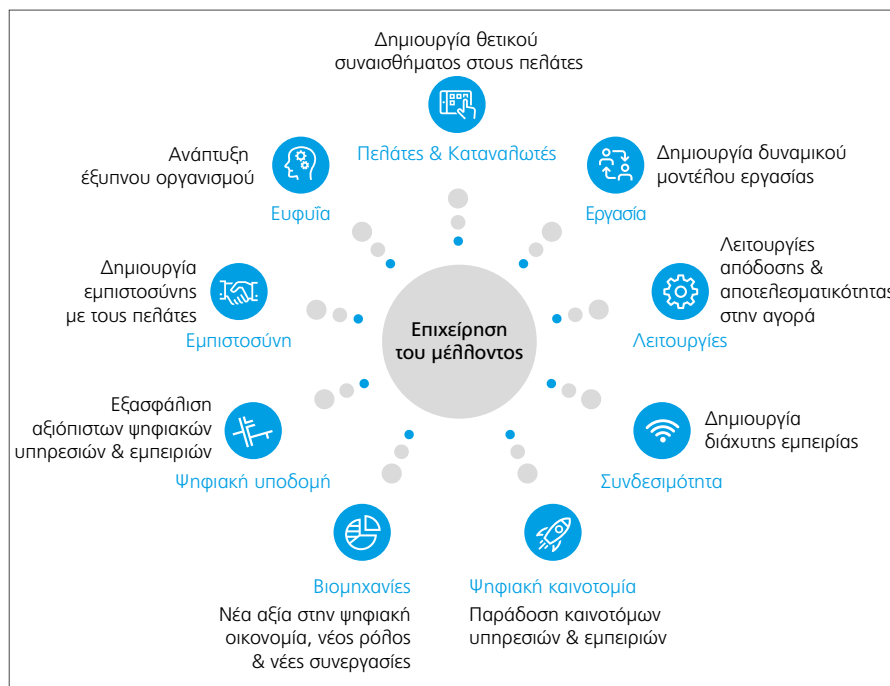 Δημιουργία θετικού
συναισθήματος στους πελάτες
Πελάτες & Καταναλωτές
Δημιουργία δυναμικού
μοντέλου εργασίας
Εργασία
Λειτουργίες
απόδοσης &
αποτελεσματικότητας
στην αγορά
Λειτουργίες
Δημιουργία
διάχυτης εμπειρίας
Συνδεσιμότητα
Ψηφιακή καινοτομία
Παράδοση καινοτόμων
υπηρεσιών & εμπειριών
Βιομηχανίες
Νέα αξία στην ψηφιακή
οικονομία, νέος ρόλος
& νέες συνεργασίες
Εξασφάλιση
αξιόπιστων ψηφιακών
υπηρεσιών & εμπειριών
Ψηφιακή υποδομή
Δημιουργία
εμπιστοσύνης
με τους πελάτες
Εμπιστοσύνη
Ανάπτυξη
έξυπνου οργανισμού
Ευφυΐα
Επιχείρηση
του μέλλοντος